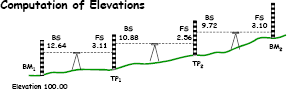 Computation of Elevations
BS FS BS FS BS FS
12.64 3.11 10.88 2.56 9.72 3.10
BM1 TP1 TP2 BM2
Elevation 100.00